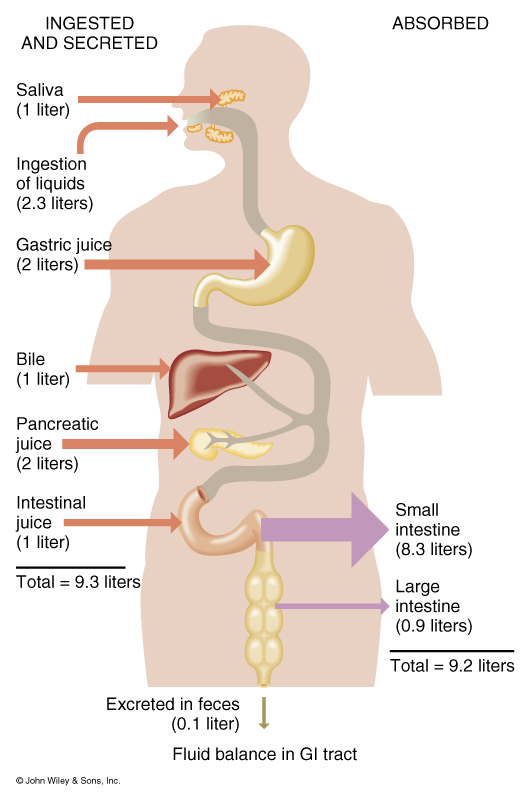 INGESTED
AND SECRETED
ABSORBED
Saliva
(1 liter)
Ingestion
of liquids
(2.3 liters)
Gastric juice
(2 liters)
Bile
(1 liter)
Pancreatic
juice
(2 liters)
Intestinal
juice
(1 liter)
Total = 9.3 liters
Small
intestine
(8.3 liters)
Large
intestine
(0.9 liters)
Total = 9.2 liters
Excreted in feces
(0.1 liter)
Fluid balance in GI tract
© John Wiley & Sons, Inc.